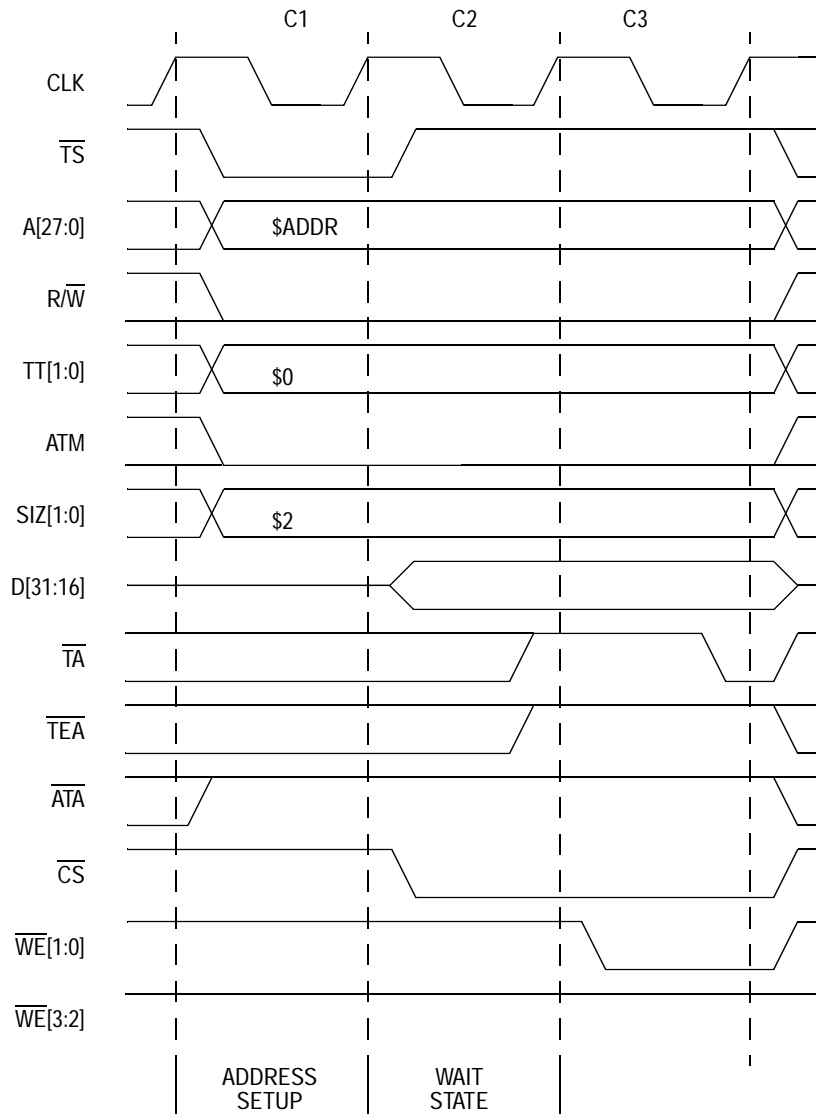 C1 C2 C3
CLK
TS
A[27:0] $ADDR
R/W
TT[1:0] $0
ATM
SIZ[1:0] $2
D[31:16]
TA
TEA
ATA
CS
WE[1:0]
WE[3:2]
ADDRESS SETUP
WAIT STATE